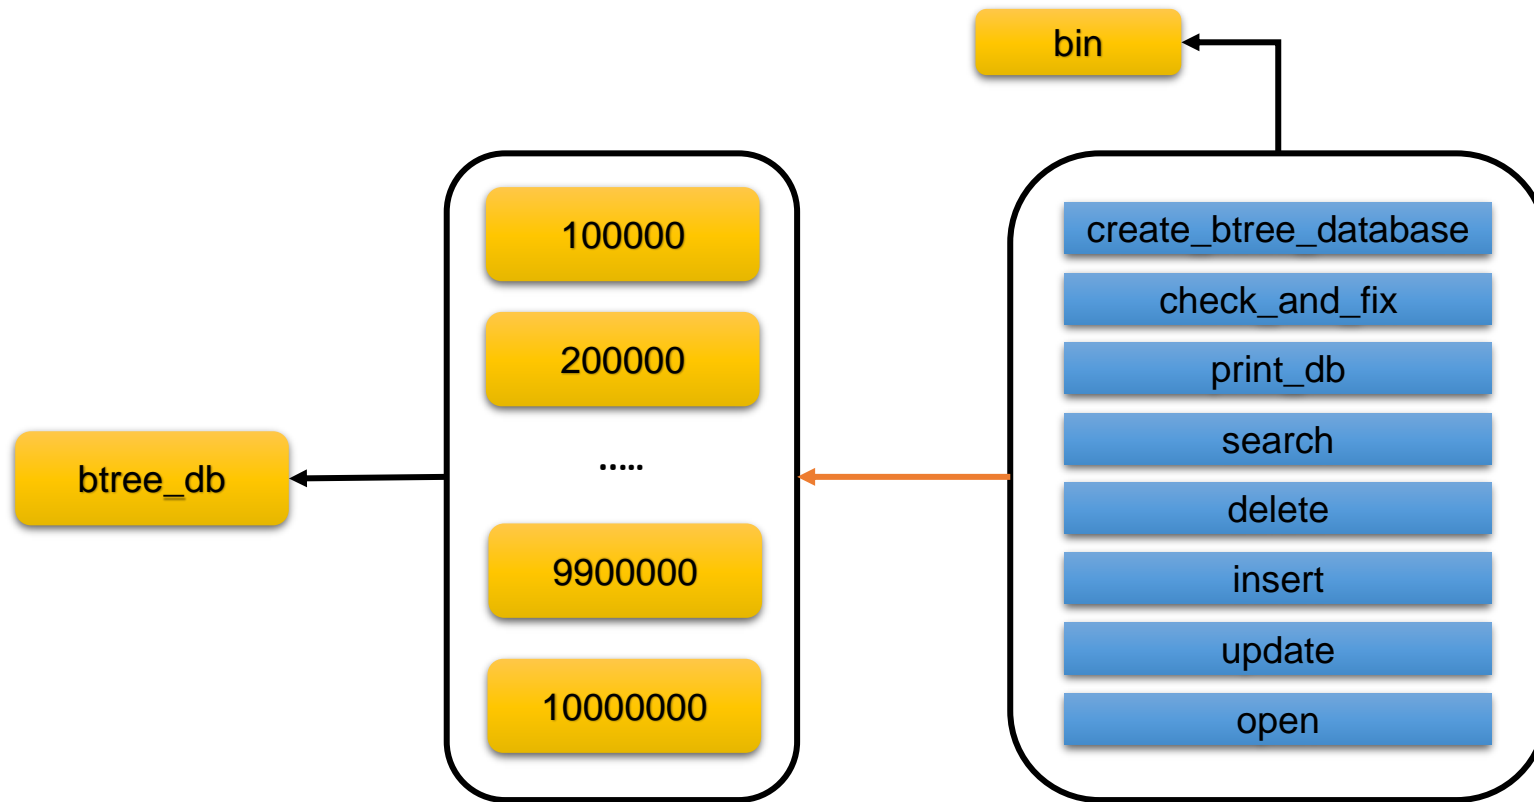 bin
100000
200000
.....
9900000
10000000
btree_db
create_btree_database
check_and_fix
print_db
search
delete
insert
update
open